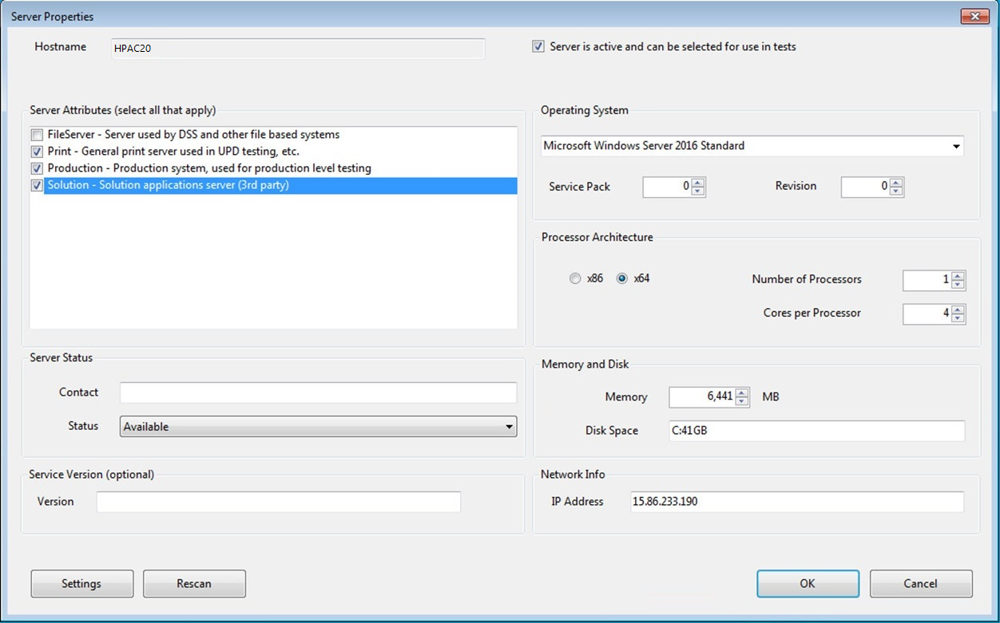 Server Properties
Hostname HPAC20
Server is active and can be selected for use in tests
Server Attributes (select all that apply)
FileServer - Server used by DSS and other file based systems
Print - General print server used in UPD testing, etc.
Production - Production system, used for production level testing
Solution - Solution applications server (3rd party)
Operating System
Microsoft Windows Server 2016 Standard
Service Pack 0 Revision 0
Processor Architecture
x86 x64 Number of Processors 1
Cores per Processor 4
Server Status
Contact
Status Available
Memory and Disk
Memory 6,441 MB
Disk Space C:41GB
Service Version (optional)
Version
Network Info
IP Address 15.86.233.190
Settings Rescan OK Cancel